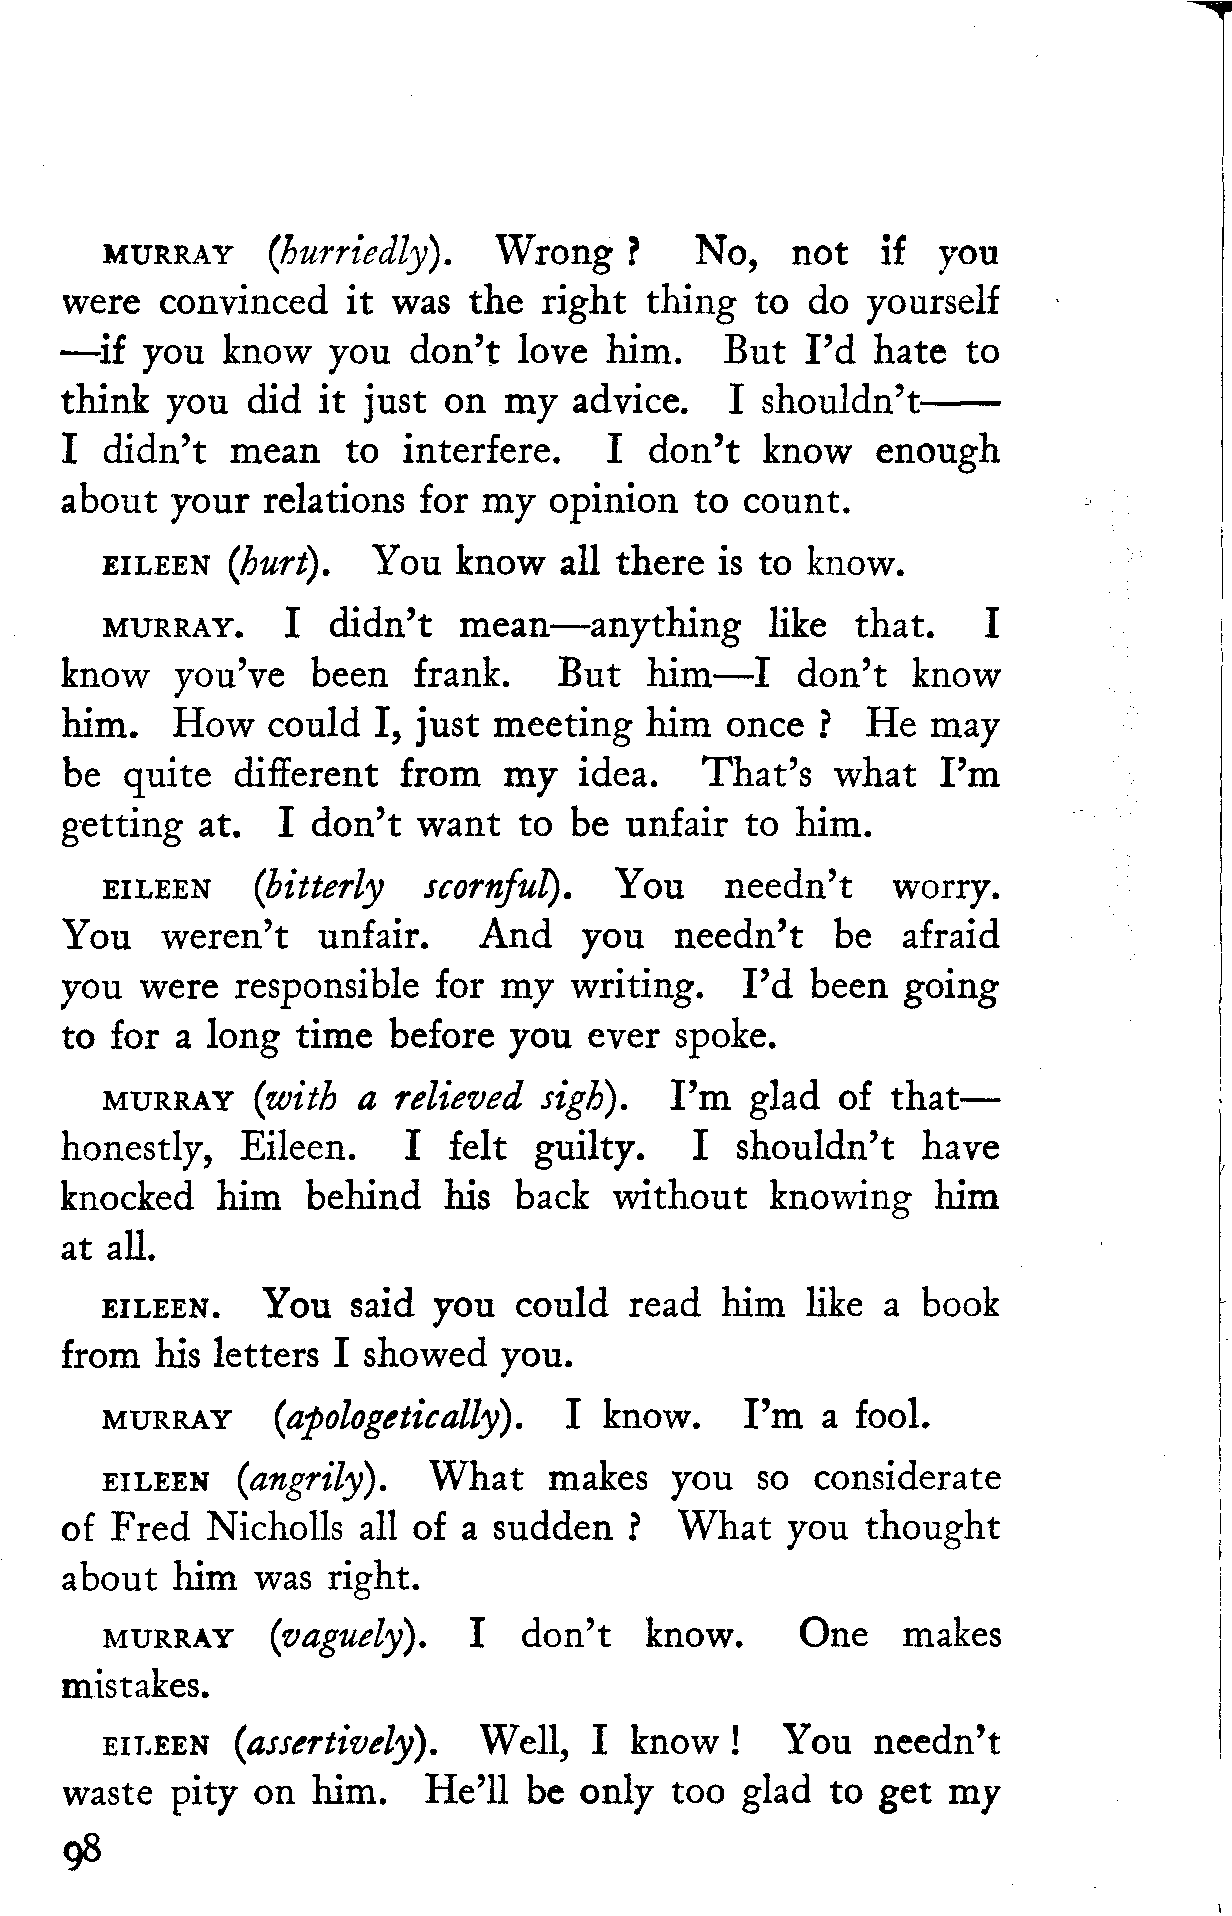 MURRAY (hurriedly). Wrong ? No, not if you
were convinced it was the right thing to do yourself
—if you know you don't love him. But I'd hate to
think you did it just on my advice. I shouldn't——
I didn't mean to interfere. I don't know enough
about your relations for my opinion to count.
EILEEN (hurt). You know all there is to know.
MURRAY. I didn't mean—anything like that. I
know you've been frank. But him—I don't know
him. How could I, just meeting him once ? He may
be quite different from my idea. That's what I'm
getting at. I don't want to be unfair to him.
EILEEN (bitterly scornful). You needn't worry.
You weren't unfair. And you needn't be afraid
you were responsible for my writing. I'd been going
to for a long time before you ever spoke.
MURRAY (with a relieved sigh). I'm glad of that—
honestly, Eileen. I felt guilty. I shouldn't have
knocked him behind his back without knowing him
at all.
EILEEN. You said you could read him like a book
from his letters I showed you.
MURRAY (apologetically). I know. I'm a fool.
EILEEN (angrily). What makes you so considerate
of Fred Nicholls all of a sudden ? What you thought
about him was right.
MURRAY (vaguely). I don't know. One makes
mistakes.
EILEEN (assertively). Well, I know ! You needn't
waste pity on him. He'll be only too glad to get my
98